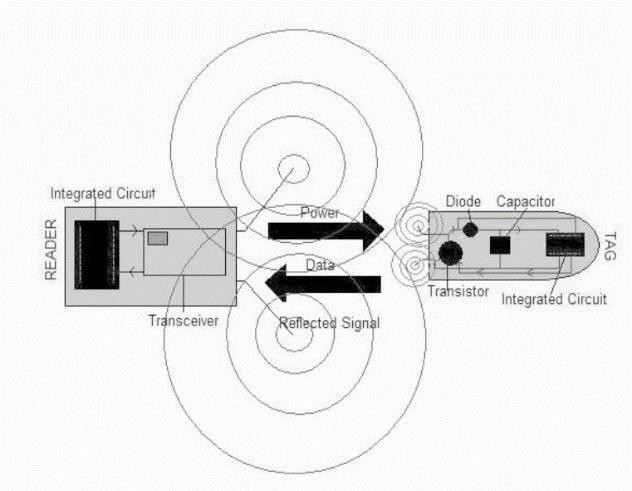 Integrated Circuit
READER
Transceiver
Power
Data
Reflected Signal
Diode
Capacitor
Transistor
Integrated Circuit
TAG